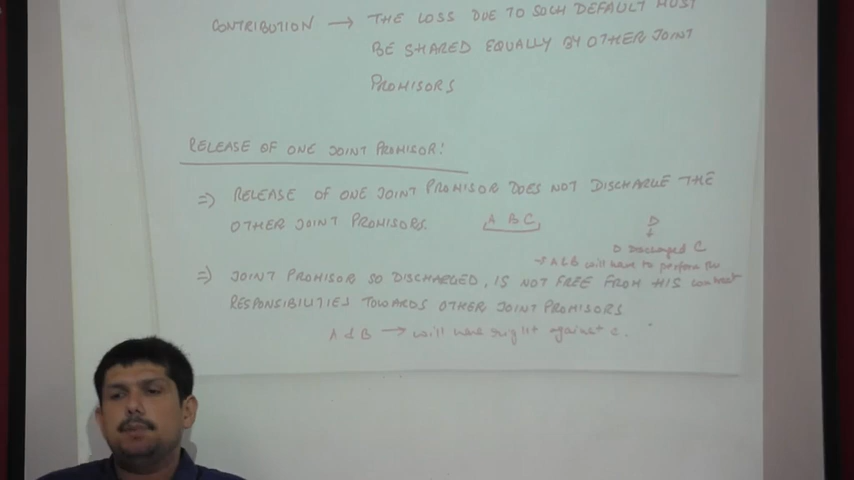 CONTRIBUTION → THE LOSS DUE TO SUCH DEFAULT MUST
BE SHARED EQUALLY BY OTHER JOINT
PROMISORS
RELEASE OF ONE JOINT PROMISOR:
⇒ RELEASE OF ONE JOINT PROMISOR DOES NOT DISCHARGE THE
OTHER JOINT PROMISORS.
A B C
D
D Discharged C
→ A & B will have to perform the
contract
⇒ JOINT PROMISOR SO DISCHARGED, IS NOT FREE FROM HIS
RESPONSIBILITIES TOWARDS OTHER JOINT PROMISORS
A & B → will have right against C.